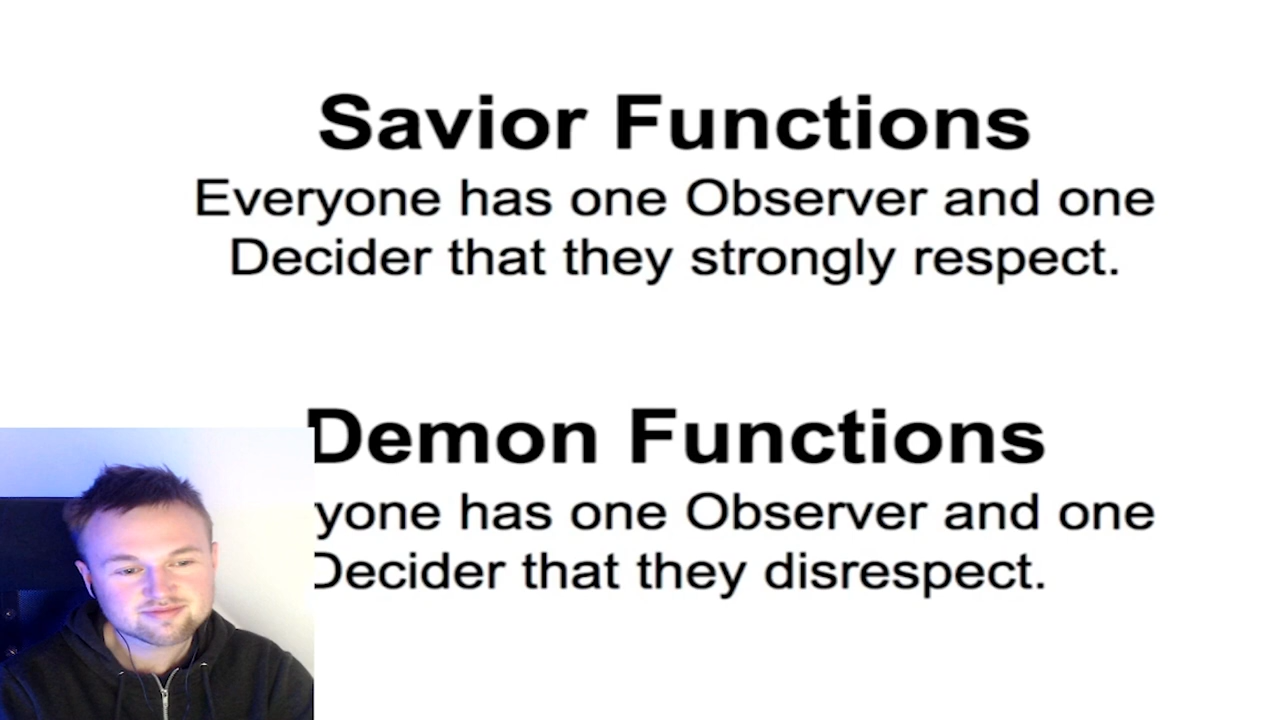 Savior Functions
Everyone has one Observer and one
Decider that they strongly respect.
Demon Functions
yone has one Observer and one
Decider that they disrespect.